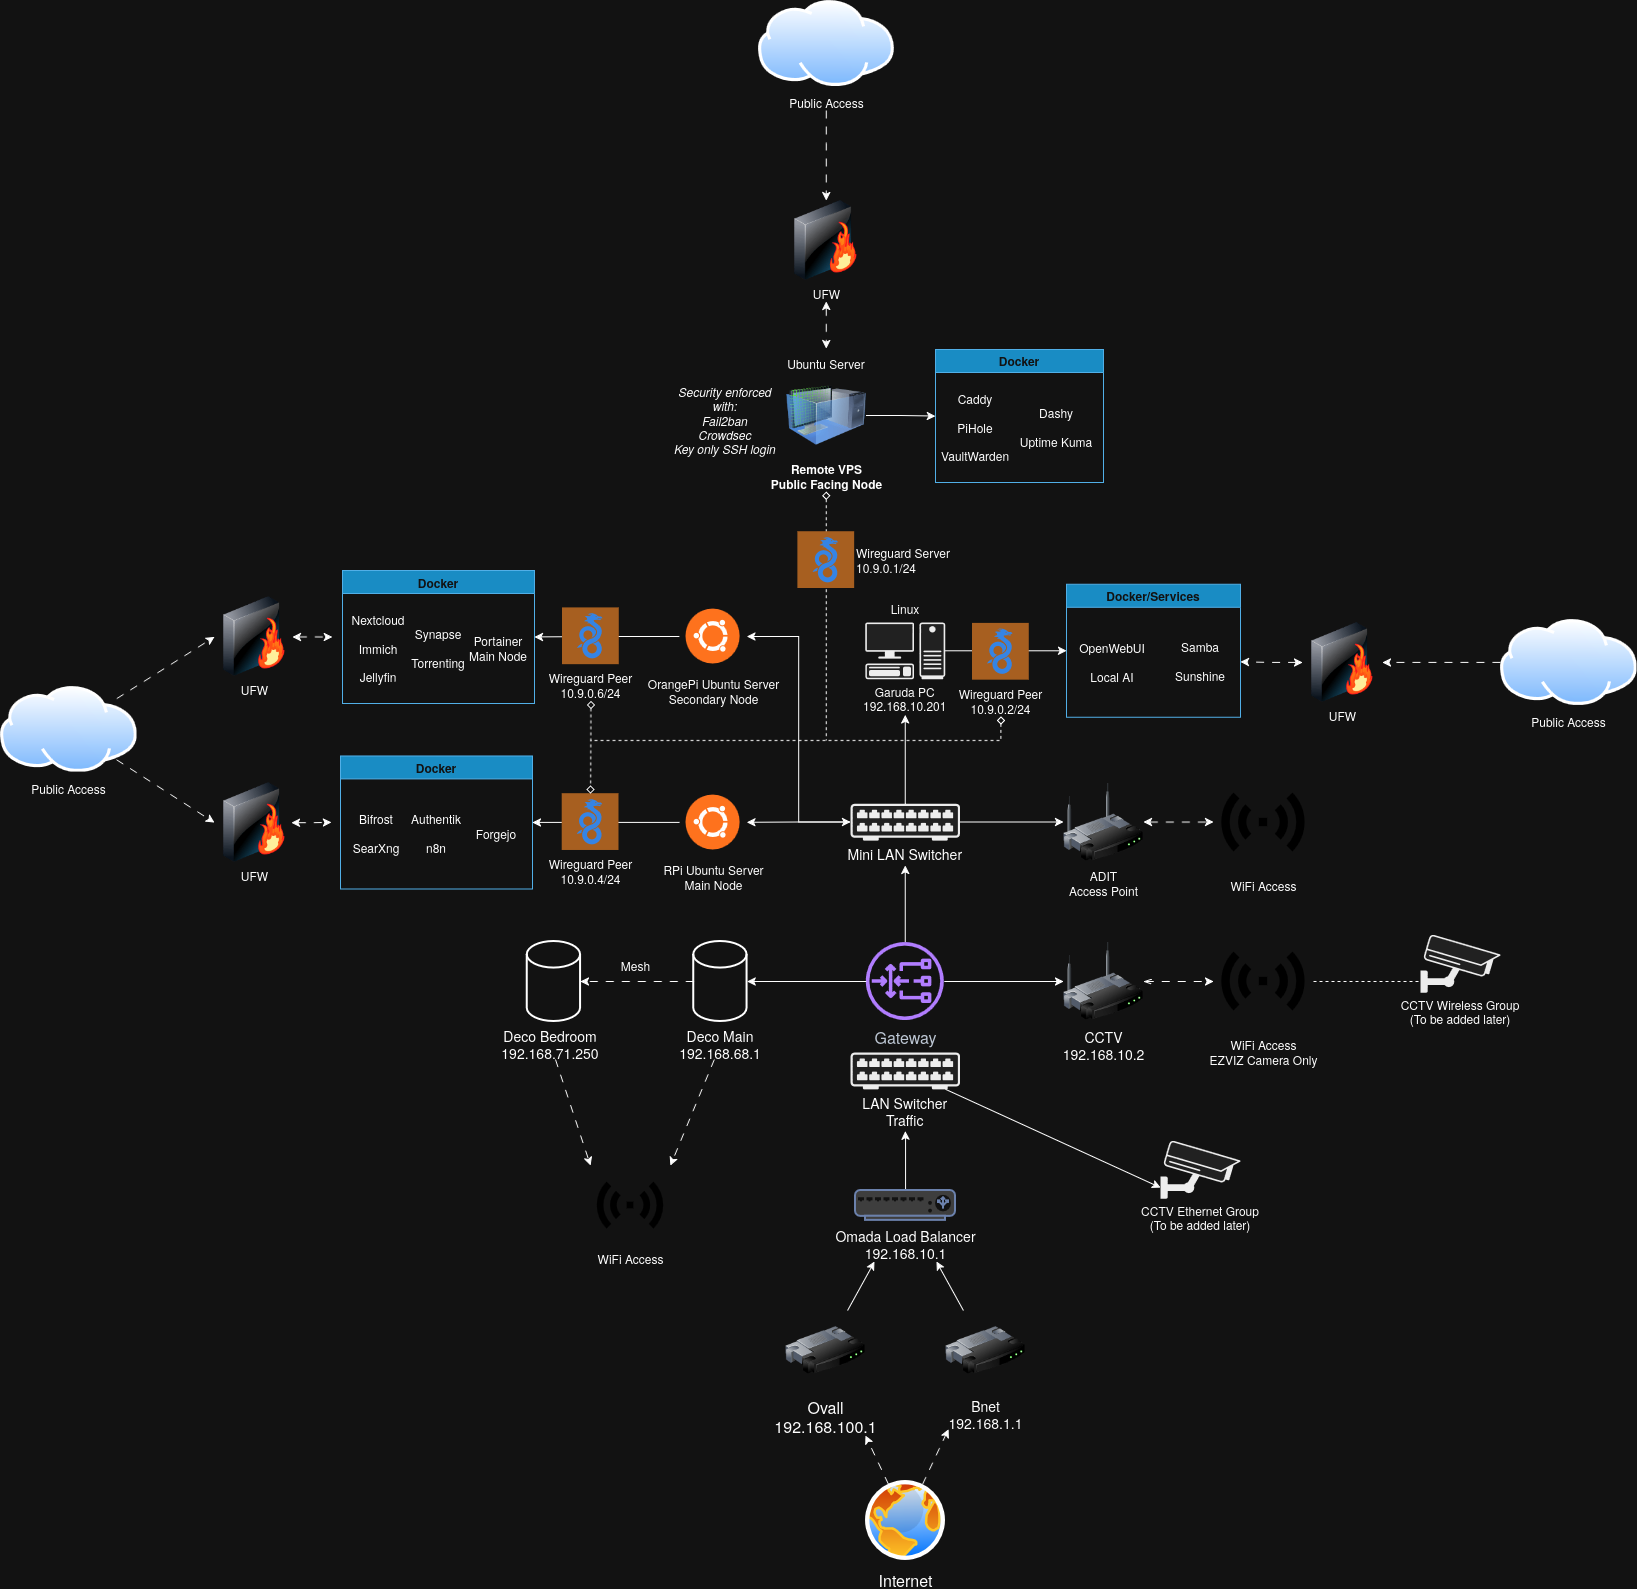 Public Access
UFW
Ubuntu Server
Security enforced
with:
Fail2ban
Crowdsec
Key only SSH login
Remote VPS
Public Facing Node
Docker
Caddy
PiHole
VaultWarden
Dashy
Uptime Kuma
Wireguard Server
10.9.0.1/24
Public Access
UFW
Docker
Nextcloud
Immich
Jellyfin
Synapse
Torrenting
Portainer
Main Node
Wireguard Peer
10.9.0.6/24
OrangePi Ubuntu Server
Secondary Node
Linux
Garuda PC
192.168.10.201
Wireguard Peer
10.9.0.2/24
Docker/Services
OpenWebUI
Local AI
Samba
Sunshine
UFW
Public Access
UFW
Docker
Bifrost
SearXng
Authentik
n8n
Forgejo
Wireguard Peer
10.9.0.4/24
RPi Ubuntu Server
Main Node
Mini LAN Switcher
ADIT
Access Point
WiFi Access
Deco Bedroom
192.168.71.250
Mesh
Deco Main
192.168.68.1
Gateway
CCTV
192.168.10.2
WiFi Access
EZVIZ Camera Only
CCTV Wireless Group
(To be added later)
LAN Switcher
Traffic
CCTV Ethernet Group
(To be added later)
WiFi Access
Omada Load Balancer
192.168.10.1
Ovall
192.168.100.1
Bnet
192.168.1.1
Internet